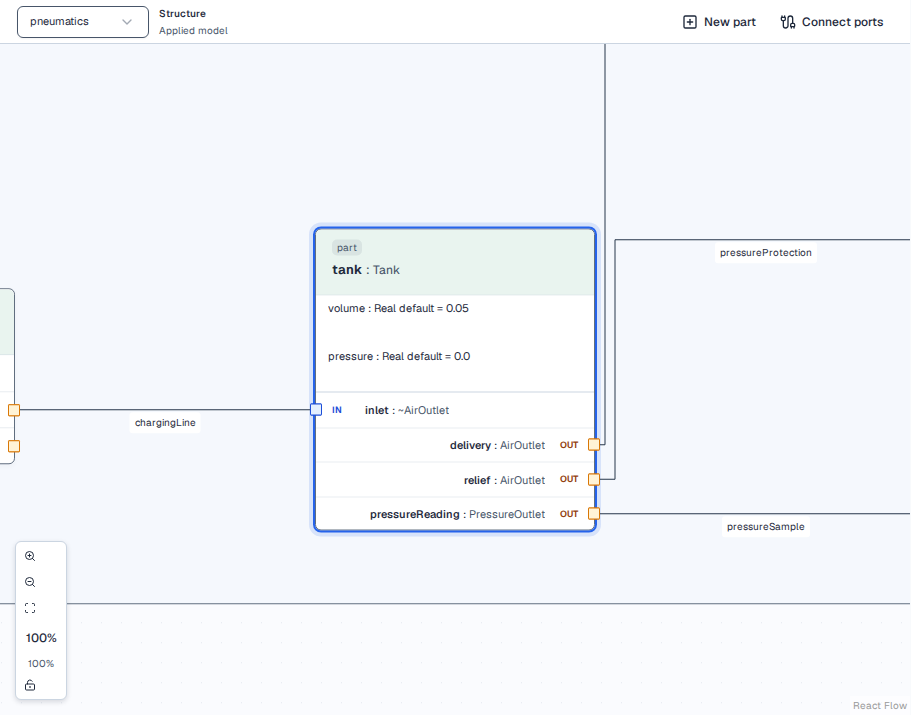 pneumatics
Structure
Applied model
New part
Connect ports
part
tank : Tank
volume : Real default = 0.05
pressure : Real default = 0.0
IN inlet : ~AirOutlet
delivery : AirOutlet OUT
relief : AirOutlet OUT
pressureReading : PressureOutlet OUT
chargingLine
pressureProtection
pressureSample
100%
100%
React Flow